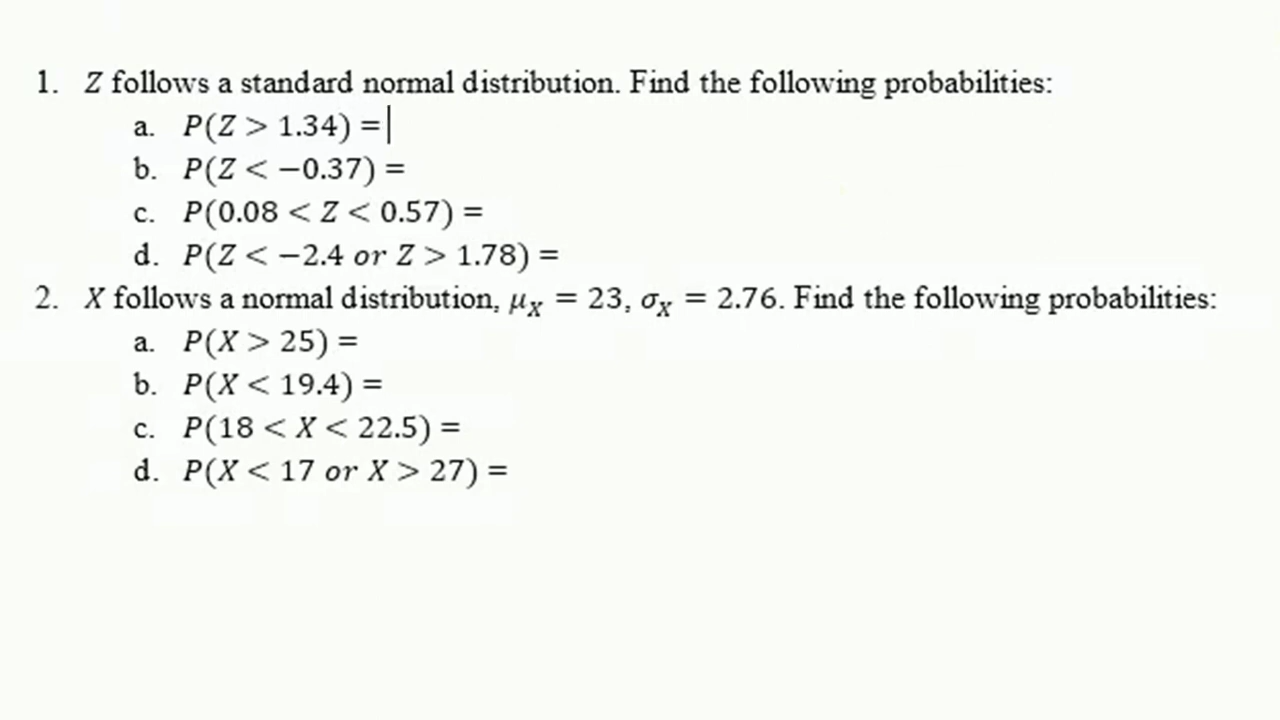 1. Z follows a standard normal distribution. Find the following probabilities:
a. P(Z > 1.34) =
b. P(Z < −0.37) =
c. P(0.08 < Z < 0.57) =
d. P(Z < −2.4 or Z > 1.78) =
2. X follows a normal distribution, μ_X = 23, σ_X = 2.76. Find the following probabilities:
a. P(X > 25) =
b. P(X < 19.4) =
c. P(18 < X < 22.5) =
d. P(X < 17 or X > 27) =